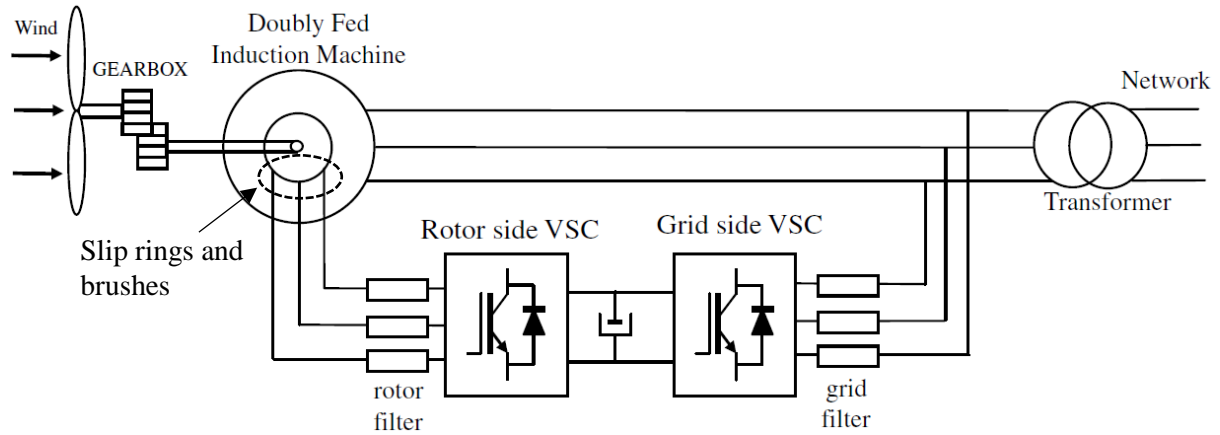 Wind
GEARBOX
Doubly Fed
Induction Machine
Network
Transformer
Slip rings and
brushes
Rotor side VSC
Grid side VSC
rotor
filter
grid
filter